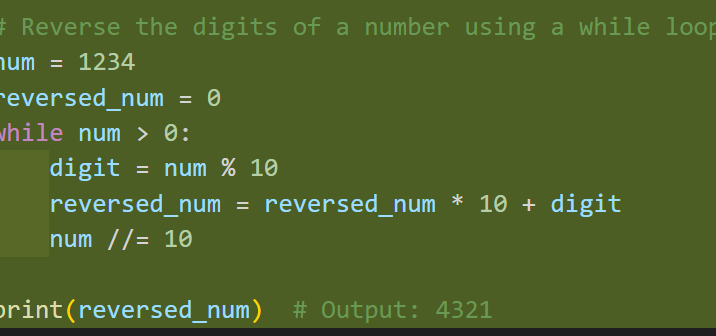 # Reverse the digits of a number using a while loop
num = 1234
reversed_num = 0
while num > 0:
    digit = num % 10
    reversed_num = reversed_num * 10 + digit
    num //= 10
print(reversed_num)  # Output: 4321